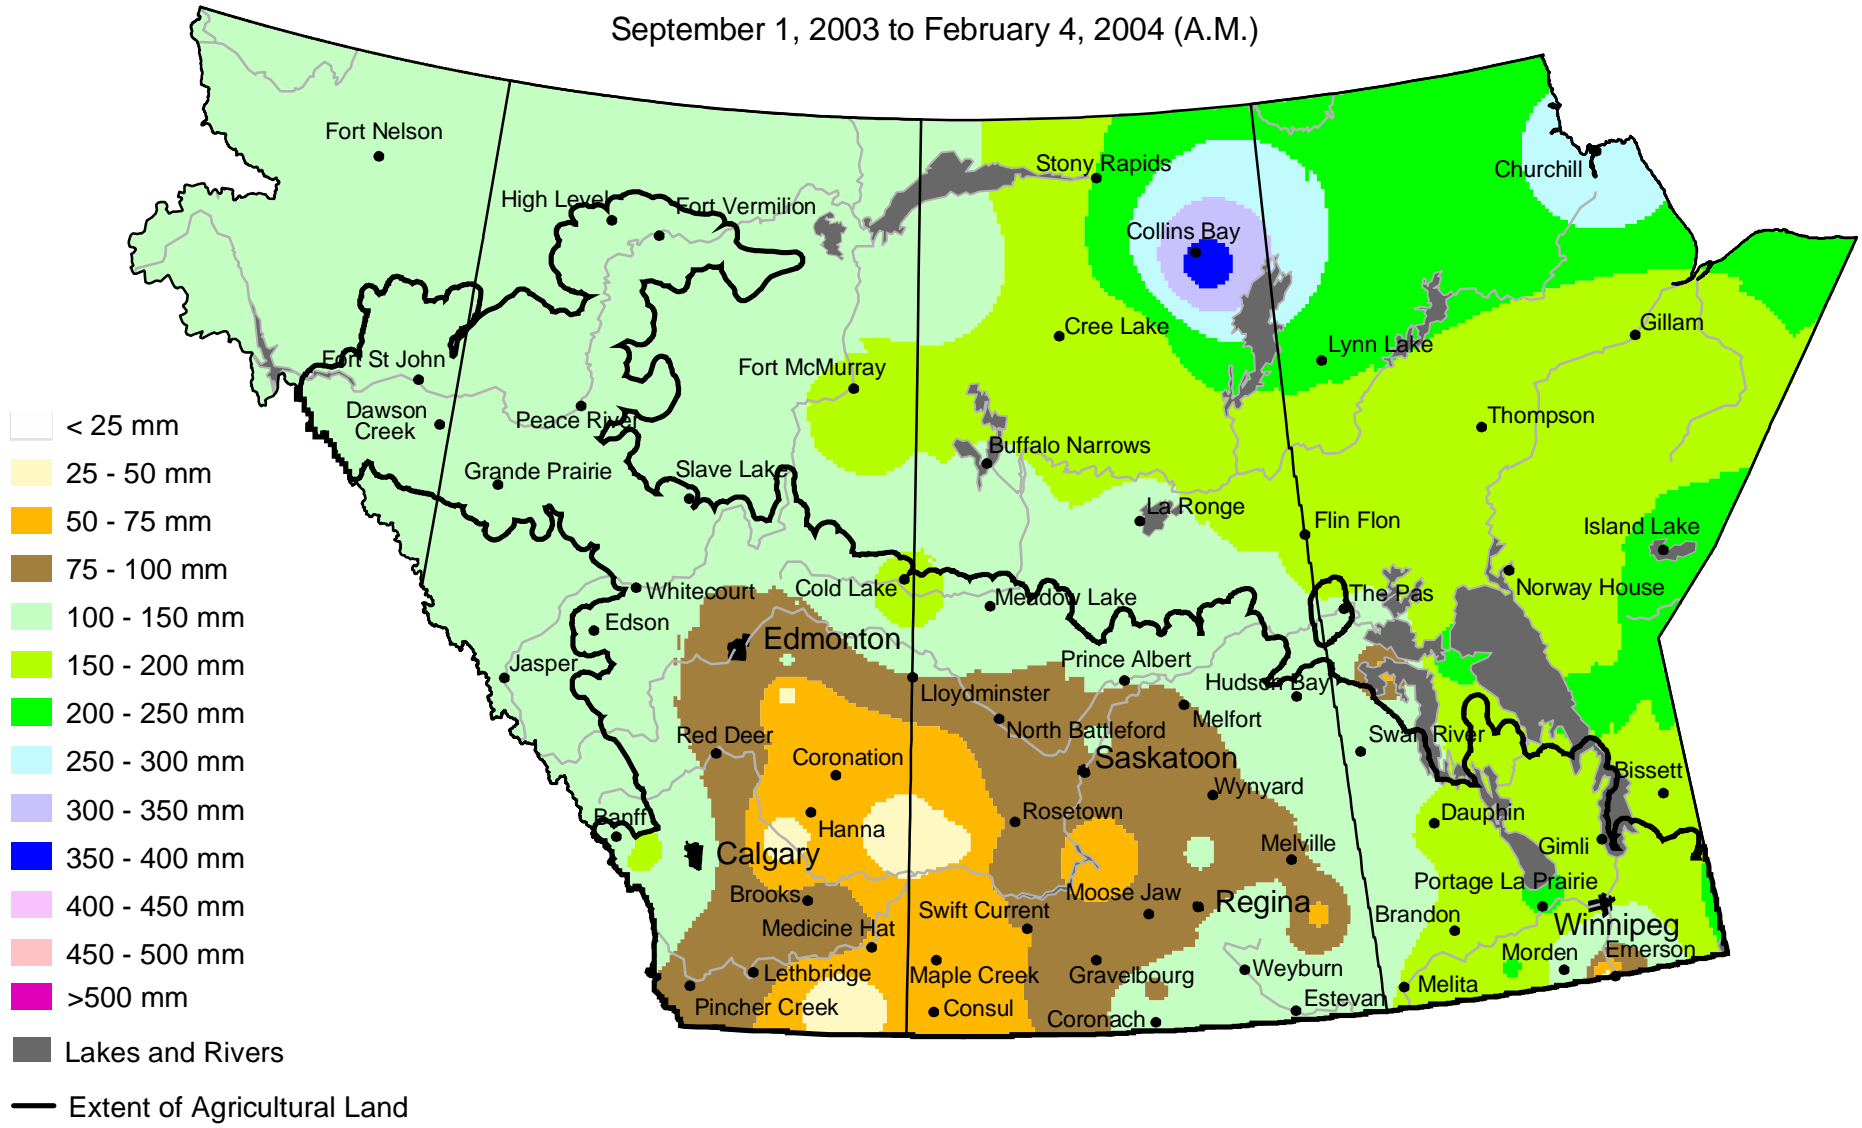 September 1, 2003 to February 4, 2004 (A.M.)
Fort Nelson
Stony Rapids
Churchill
High Level
Fort Vermilion
Collins Bay
Cree Lake
Gillam
Lynn Lake
Fort St John
Fort McMurray
Dawson
Creek
Peace River
Thompson
Buffalo Narrows
Grande Prairie
Slave Lake
La Ronge
Flin Flon
Island Lake
Whitecourt
Cold Lake
Meadow Lake
The Pas
Norway House
Edson
Edmonton
Jasper
Prince Albert
Hudson Bay
Lloydminster
Melfort
North Battleford
Red Deer
Swan River
Coronation
Saskatoon
Bissett
Wynyard
Banff
Hanna
Rosetown
Dauphin
Calgary
Melville
Gimli
Brooks
Moose Jaw
Portage La Prairie
Swift Current
Regina
Brandon
Winnipeg
Medicine Hat
Morden
Emerson
Lethbridge
Maple Creek
Gravelbourg
Weyburn
Melita
Pincher Creek
Consul
Coronach
Estevan
< 25 mm
25 - 50 mm
50 - 75 mm
75 - 100 mm
100 - 150 mm
150 - 200 mm
200 - 250 mm
250 - 300 mm
300 - 350 mm
350 - 400 mm
400 - 450 mm
450 - 500 mm
>500 mm
Lakes and Rivers
Extent of Agricultural Land